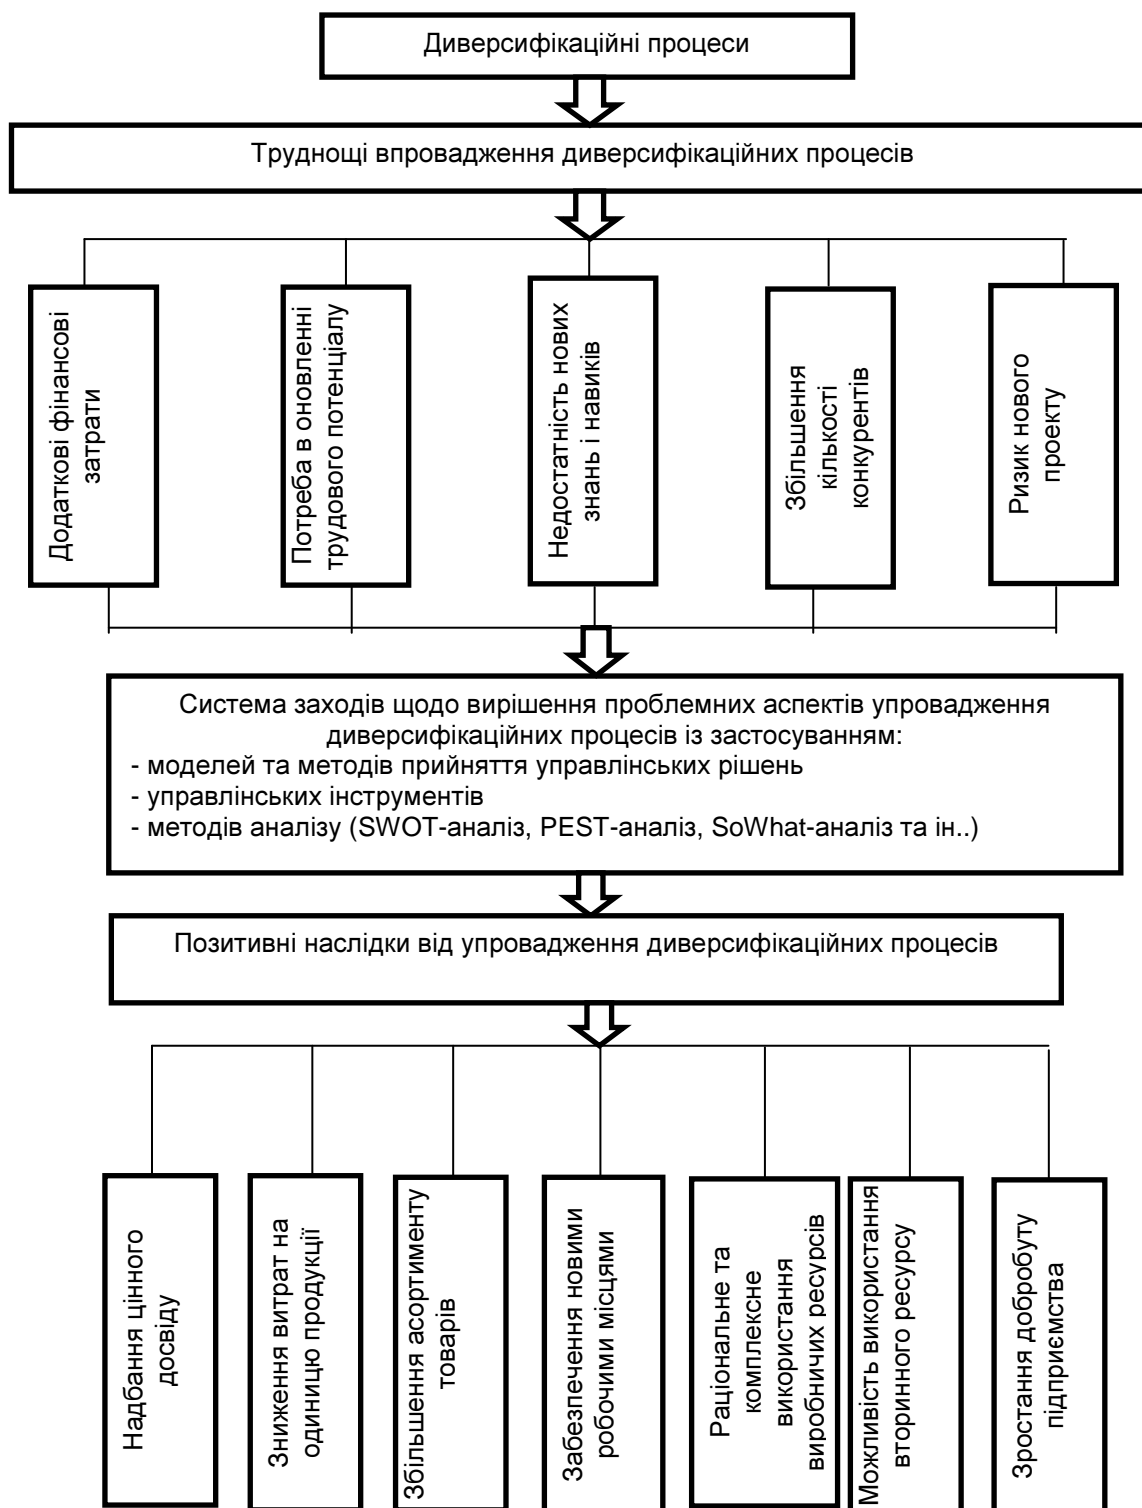 Диверсифікаційні процеси
Труднощі впровадження диверсифікаційних процесів
Додаткові фінансові
затрати
Потреба в оновленні
трудового потенціалу
Недостатність нових
знань і навиків
Збільшення
кількості
конкурентів
Ризик нового
проекту
Система заходів щодо вирішення проблемних аспектів упровадження
диверсифікаційних процесів із застосуванням:
- моделей та методів прийняття управлінських рішень
- управлінських інструментів
- методів аналізу (SWOT-аналіз, PEST-аналіз, SoWhat-аналіз та ін..)
Позитивні наслідки від упровадження диверсифікаційних процесів
Надбання цінного
досвіду
Зниження витрат на
одиницю продукції
Збільшення асортименту
товарів
Забезпечення новими
робочими місцями
Раціональне та
комплексне
використання
виробничих ресурсів
Можливість використання
вторинного ресурсу
Зростання добробуту
підприємства